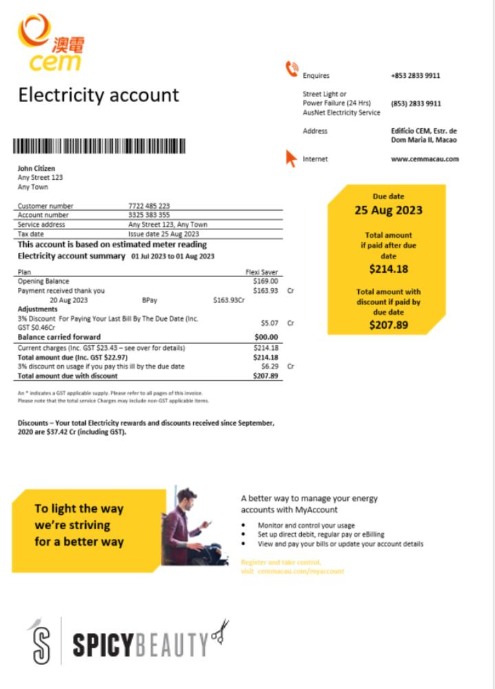 澳電
cem
Electricity account
Enquires +853 2833 9911
Street Light or
Power Failure (24 Hrs) (853) 2833 9911
AusNet Electricity Service
Address Edificio CEM, Estr. de
Dom Maria II, Macao
Internet www.cemmacau.com
John Citizen
Any Street 123
Any Town
Customer number 7722 485 223
Account number 3325 383 355
Service address Any Street 123, Any Town
Tax date Issue date 25 Aug 2023
This account is based on estimated meter reading
Electricity account summary 01 Jul 2023 to 01 Aug 2023
Plan Flexi Saver
Opening Balance $169.00
Payment received thank you $163.93 Cr
20 Aug 2023 BPay $163.93Cr
Adjustments
3% Discount For Paying Your Last Bill By The Due Date (Inc.
GST $0.46Cr $5.07 Cr
Balance carried forward $00.00
Current charges (Inc. GST $23.43 – see over for details) $214.18
Total amount due (Inc. GST $22.97) $214.18
3% discount on usage if you pay this ill by the due date $6.29 Cr
Total amount due with discount $207.89
An * indicates a GST applicable supply. Please refer to all pages of this invoice.
Please note that the total service Charges may include non-GST applicable items.
Discounts – Your total Electricity rewards and discounts received since September,
2020 are $37.42 Cr (including GST).
Due date
25 Aug 2023
Total amount
if paid after due
date
$214.18
Total amount with
discount if paid by
due date
$207.89
To light the way
we're striving
for a better way
A better way to manage your energy
accounts with MyAccount
• Monitor and control your usage
• Set up direct debit, regular pay or eBilling
• View and pay your bills or update your account details
Register and take control.
visit cemmacau.com/myaccount
S SPICYBEAUTY